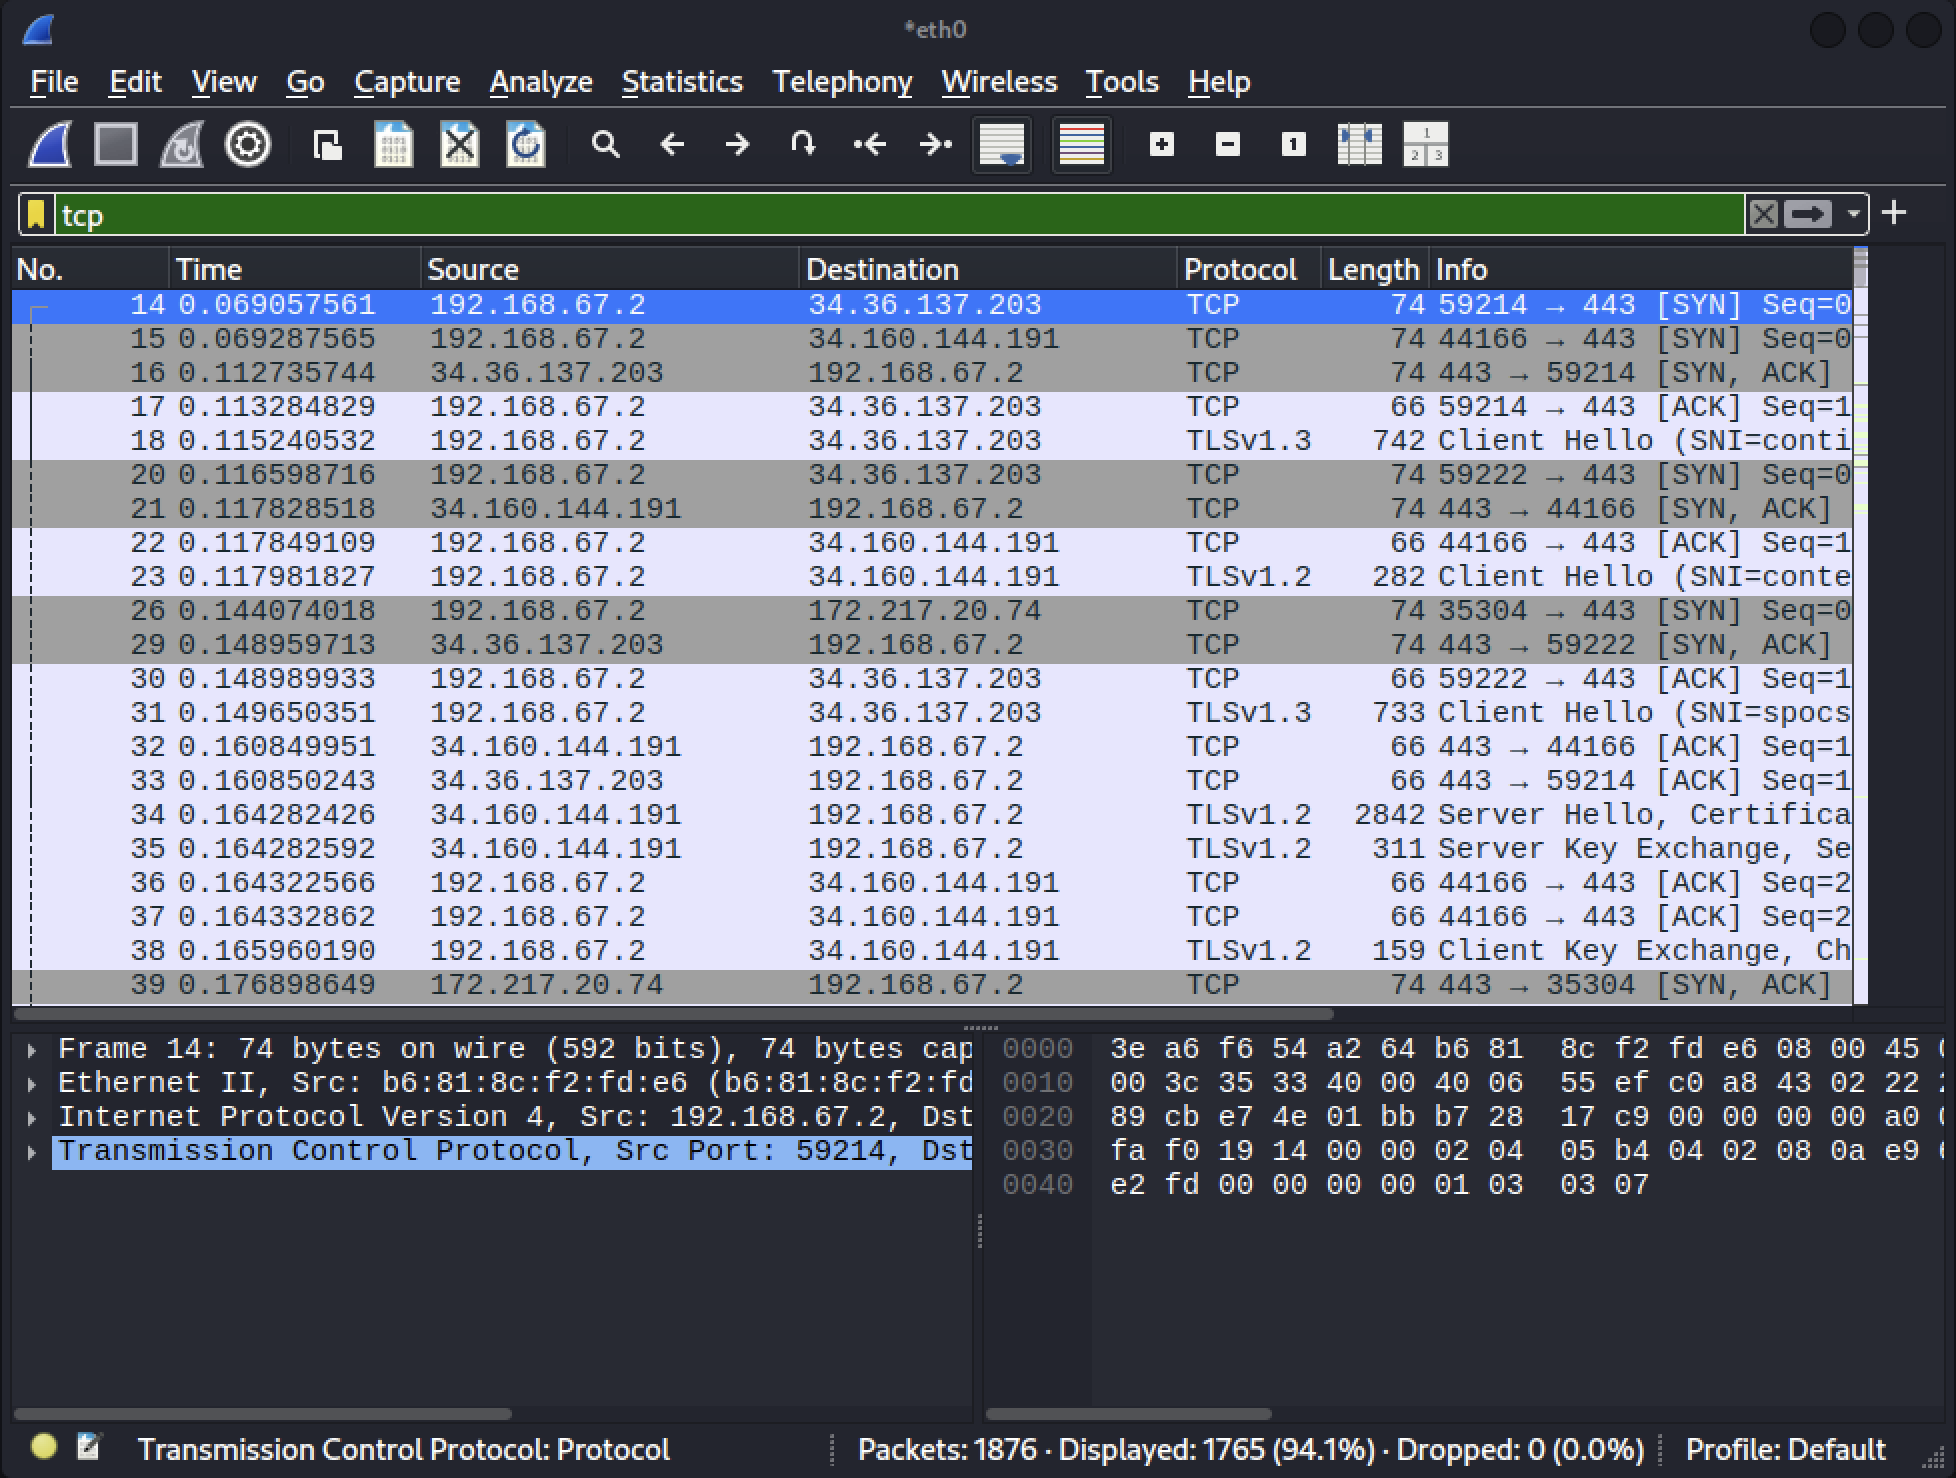 *eth0
File Edit View Go Capture Analyze Statistics Telephony Wireless Tools Help
tcp
No. Time Source Destination Protocol Length Info
14 0.069057561 192.168.67.2 34.36.137.203 TCP 74 59214 → 443 [SYN] Seq=0
15 0.069287565 192.168.67.2 34.160.144.191 TCP 74 44166 → 443 [SYN] Seq=0
16 0.112735744 34.36.137.203 192.168.67.2 TCP 74 443 → 59214 [SYN, ACK]
17 0.113284829 192.168.67.2 34.36.137.203 TCP 66 59214 → 443 [ACK] Seq=1
18 0.115240532 192.168.67.2 34.36.137.203 TLSv1.3 742 Client Hello (SNI=conti
20 0.116598716 192.168.67.2 34.36.137.203 TCP 74 59222 → 443 [SYN] Seq=0
21 0.117828518 34.160.144.191 192.168.67.2 TCP 74 443 → 44166 [SYN, ACK]
22 0.117849109 192.168.67.2 34.160.144.191 TCP 66 44166 → 443 [ACK] Seq=1
23 0.117981827 192.168.67.2 34.160.144.191 TLSv1.2 282 Client Hello (SNI=conte
26 0.144074018 192.168.67.2 172.217.20.74 TCP 74 35304 → 443 [SYN] Seq=0
29 0.148959713 34.36.137.203 192.168.67.2 TCP 74 443 → 59222 [SYN, ACK]
30 0.148989933 192.168.67.2 34.36.137.203 TCP 66 59222 → 443 [ACK] Seq=1
31 0.149650351 192.168.67.2 34.36.137.203 TLSv1.3 733 Client Hello (SNI=spocs
32 0.160849951 34.160.144.191 192.168.67.2 TCP 66 443 → 44166 [ACK] Seq=1
33 0.160850243 34.36.137.203 192.168.67.2 TCP 66 443 → 59214 [ACK] Seq=1
34 0.164282426 34.160.144.191 192.168.67.2 TLSv1.2 2842 Server Hello, Certifica
35 0.164282592 34.160.144.191 192.168.67.2 TLSv1.2 311 Server Key Exchange, Se
36 0.164322566 192.168.67.2 34.160.144.191 TCP 66 44166 → 443 [ACK] Seq=2
37 0.164332862 192.168.67.2 34.160.144.191 TCP 66 44166 → 443 [ACK] Seq=2
38 0.165960190 192.168.67.2 34.160.144.191 TLSv1.2 159 Client Key Exchange, Ch
39 0.176898649 172.217.20.74 192.168.67.2 TCP 74 443 → 35304 [SYN, ACK]
Frame 14: 74 bytes on wire (592 bits), 74 bytes cap
Ethernet II, Src: b6:81:8c:f2:fd:e6 (b6:81:8c:f2:fd
Internet Protocol Version 4, Src: 192.168.67.2, Dst
Transmission Control Protocol, Src Port: 59214, Dst
0000 3e a6 f6 54 a2 64 b6 81 8c f2 fd e6 08 00 45
0010 00 3c 35 33 40 00 40 06 55 ef c0 a8 43 02 22
0020 89 cb e7 4e 01 bb b7 28 17 c9 00 00 00 00 a0
0030 fa f0 19 14 00 00 02 04 05 b4 04 02 08 0a e9
0040 e2 fd 00 00 00 00 01 03 03 07
Transmission Control Protocol: Protocol
Packets: 1876 · Displayed: 1765 (94.1%) · Dropped: 0 (0.0%)
Profile: Default